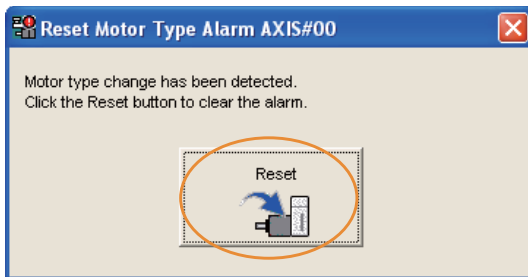 Reset Motor Type Alarm AXIS#00
Motor type change has been detected.
Click the Reset button to clear the alarm.
Reset